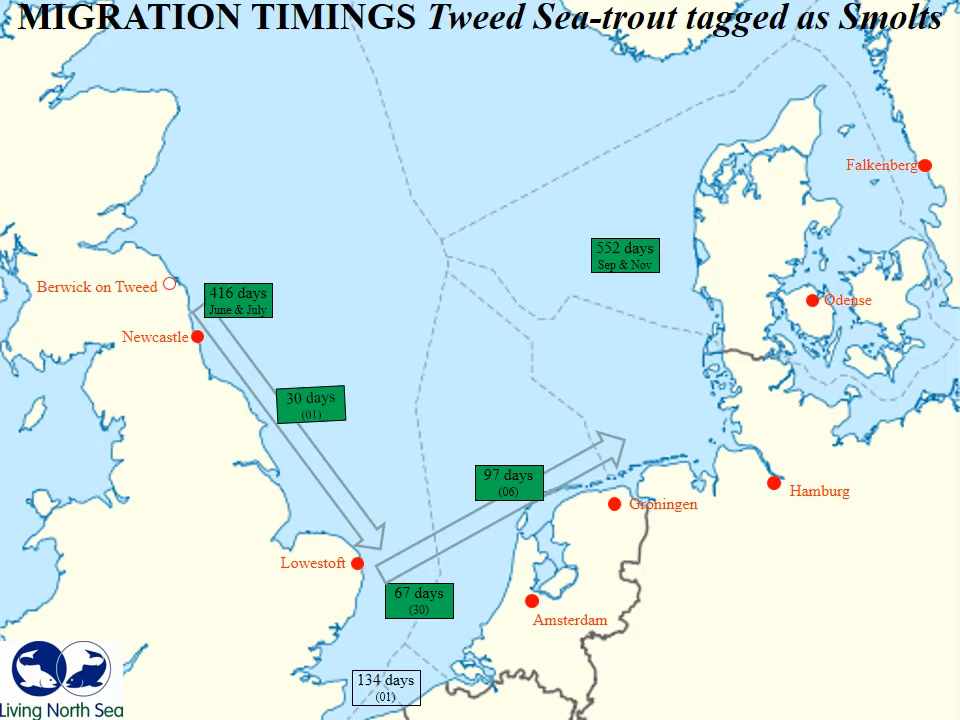 MIGRATION TIMINGS Tweed Sea-trout tagged as Smolts
Falkenberg
552 days
Sep & Nov
Berwick on Tweed
416 days
June & July
Odense
Newcastle
30 days
(01)
97 days
(06)
Hamburg
Groningen
Lowestoft
67 days
(30)
Amsterdam
134 days
(01)
Living North Sea